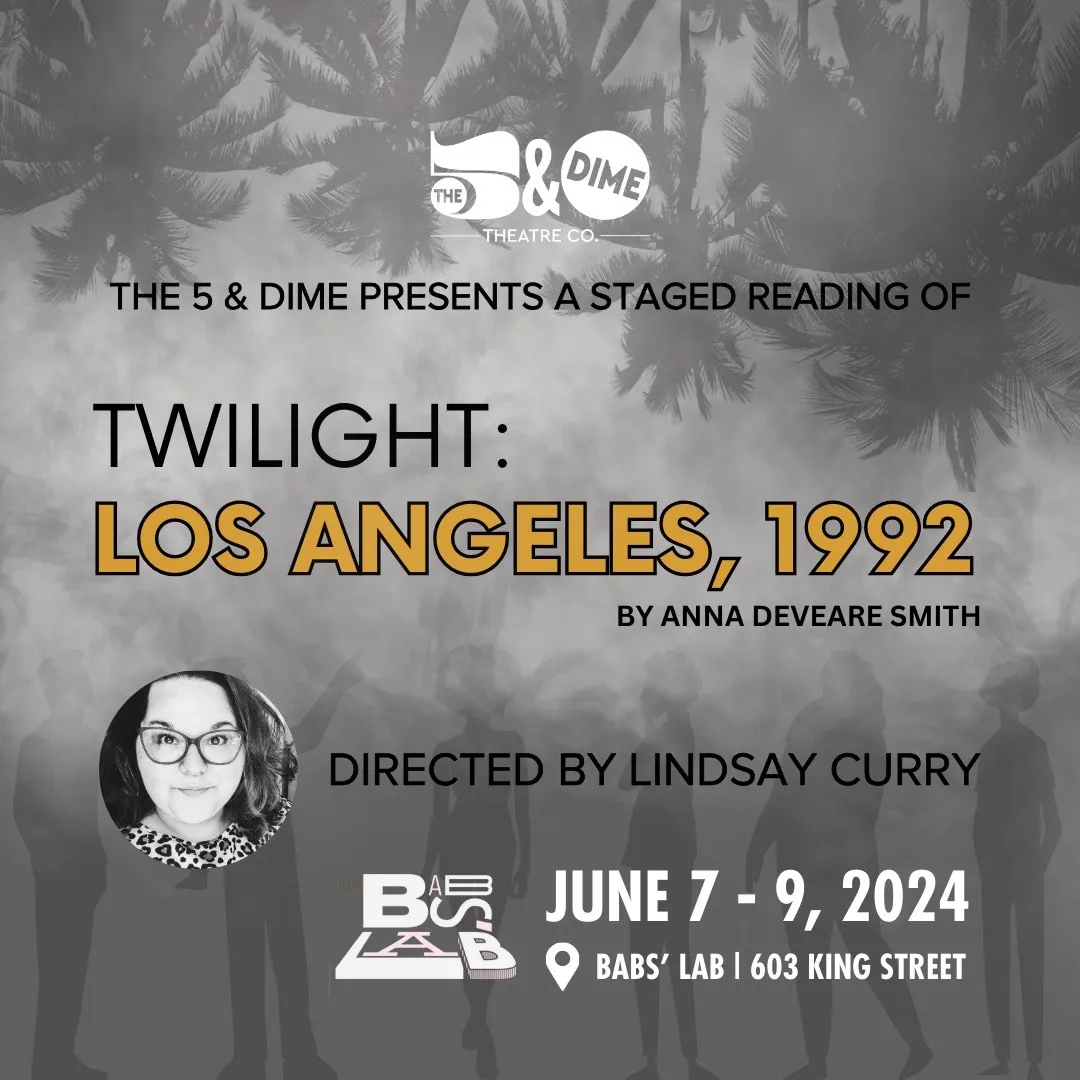 THE 5 & DIME
THEATRE CO.
THE 5 & DIME PRESENTS A STAGED READING OF
TWILIGHT:
LOS ANGELES, 1992
BY ANNA DEVEARE SMITH
DIRECTED BY LINDSAY CURRY
BABS'
LAB
JUNE 7 - 9, 2024
BABS' LAB | 603 KING STREET